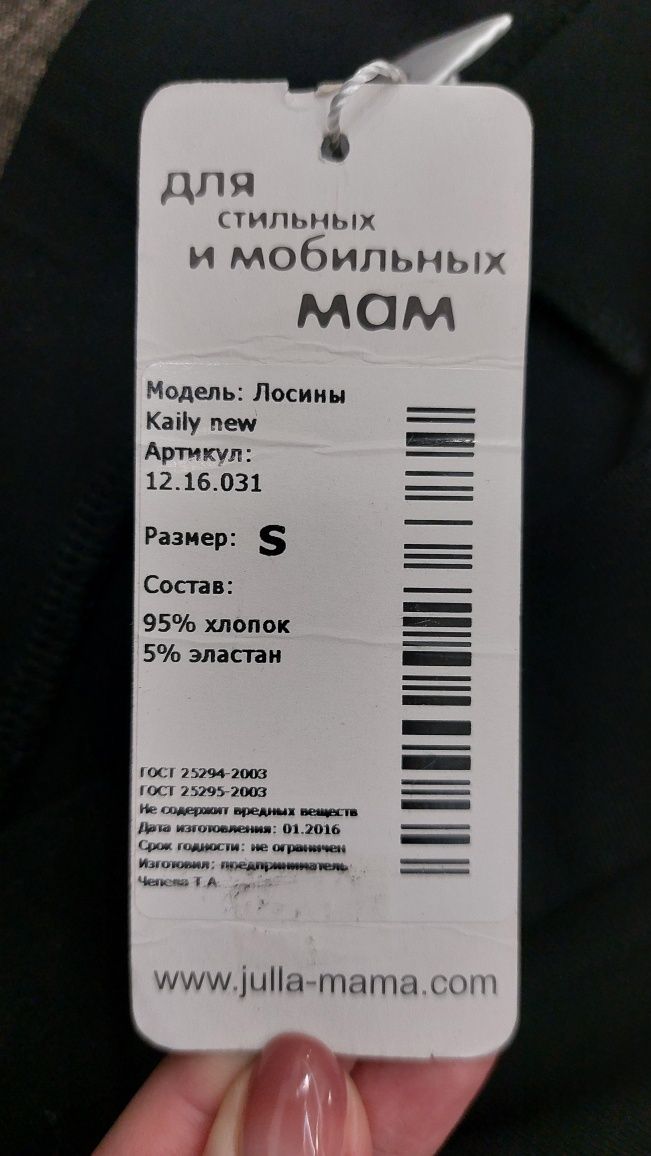 для
стильных
и мобильных
мам
Модель: Лосины
Kaily new
Артикул:
12.16.031
Размер: S
Состав:
95% хлопок
5% эластан
ГОСТ 25294-2003
ГОСТ 25295-2003
Не содержит вредных веществ
Дата изготовления: 01.2016
Срок годности: не ограничен
Изготовил: предприниматель
Чепела Т.А
www.julla-mama.com